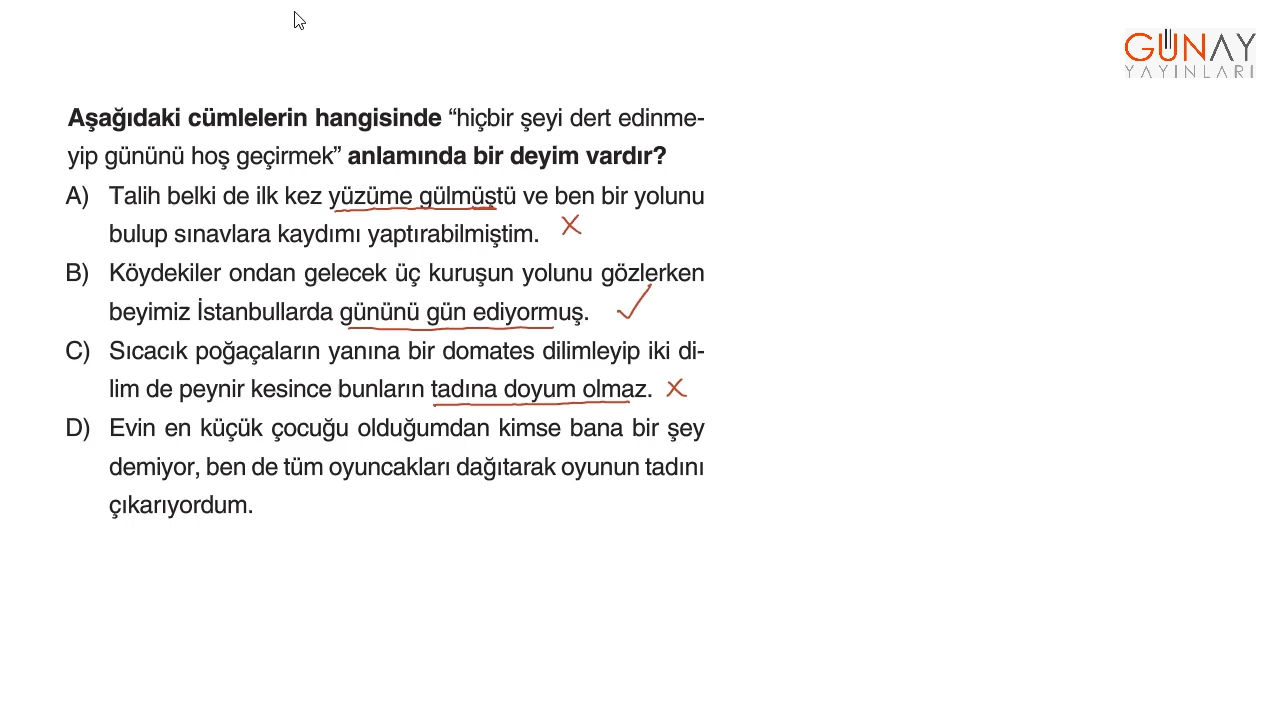 GÜNAY
YAYINLARI
Aşağıdaki cümlelerin hangisinde “hiçbir şeyi dert edinme-
yip gününü hoş geçirmek” anlamında bir deyim vardır?
A) Talih belki de ilk kez yüzüme gülmüştü ve ben bir yolunu
bulup sınavlara kaydımı yaptırabilmiştim.
B) Köydekiler ondan gelecek üç kuruşun yolunu gözlerken
beyimiz İstanbullarda gününü gün ediyormuş.
C) Sıcacık poğaçaların yanına bir domates dilimleyip iki di-
lim de peynir kesince bunların tadına doyum olmaz.
D) Evin en küçük çocuğu olduğumdan kimse bana bir şey
demiyor, ben de tüm oyuncakları dağıtarak oyunun tadını
çıkarıyordum.